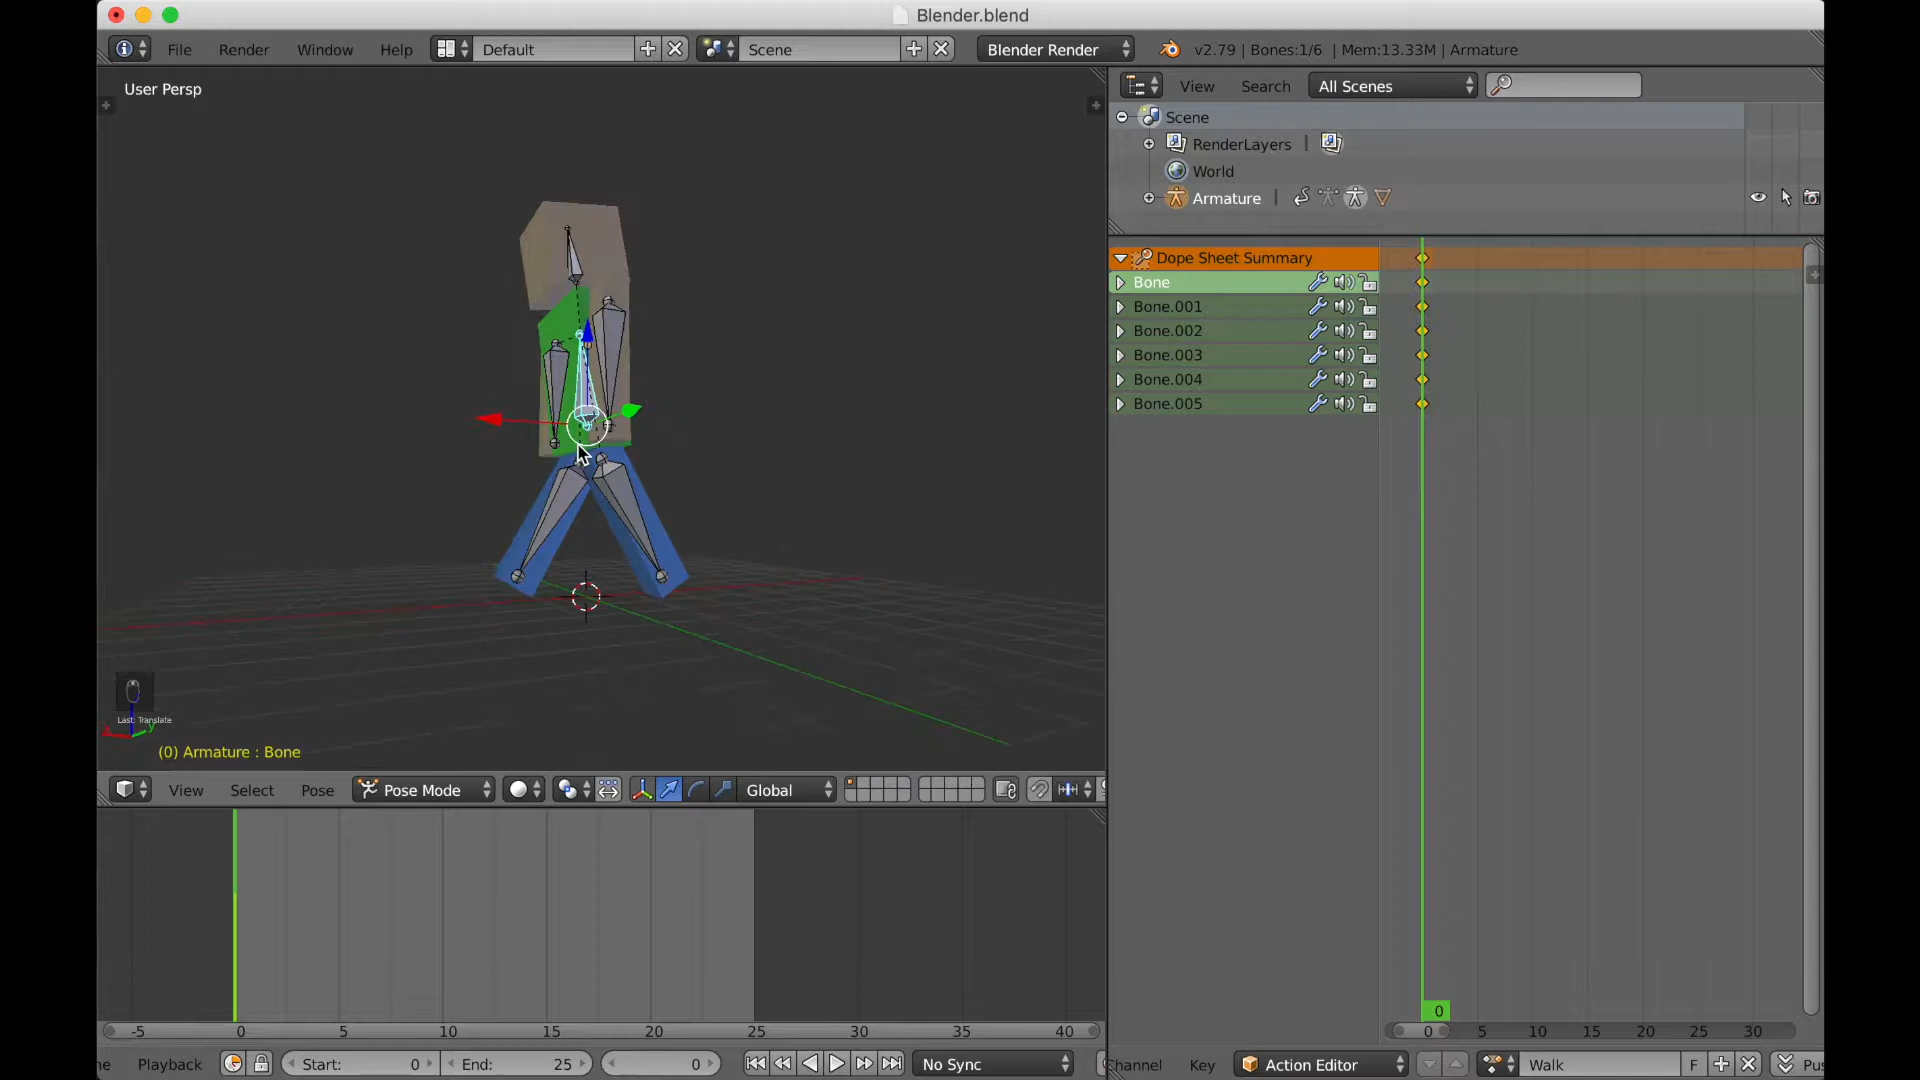 Blender.blend
File Render Window Help Default Scene Blender Render v2.79 | Bones:1/6 | Mem:13.33M | Armature
User Persp
View Search All Scenes
Scene
RenderLayers
World
Armature
Dope Sheet Summary
Bone
Bone.001
Bone.002
Bone.003
Bone.004
Bone.005
Last: Translate
(0) Armature : Bone
View Select Pose Pose Mode Global
0
-5 0 5 10 15 20 25 30 35 40
0 5 10 15 20 25 30
Playback Start: 0 End: 25 0 No Sync
Channel Key Action Editor Walk F